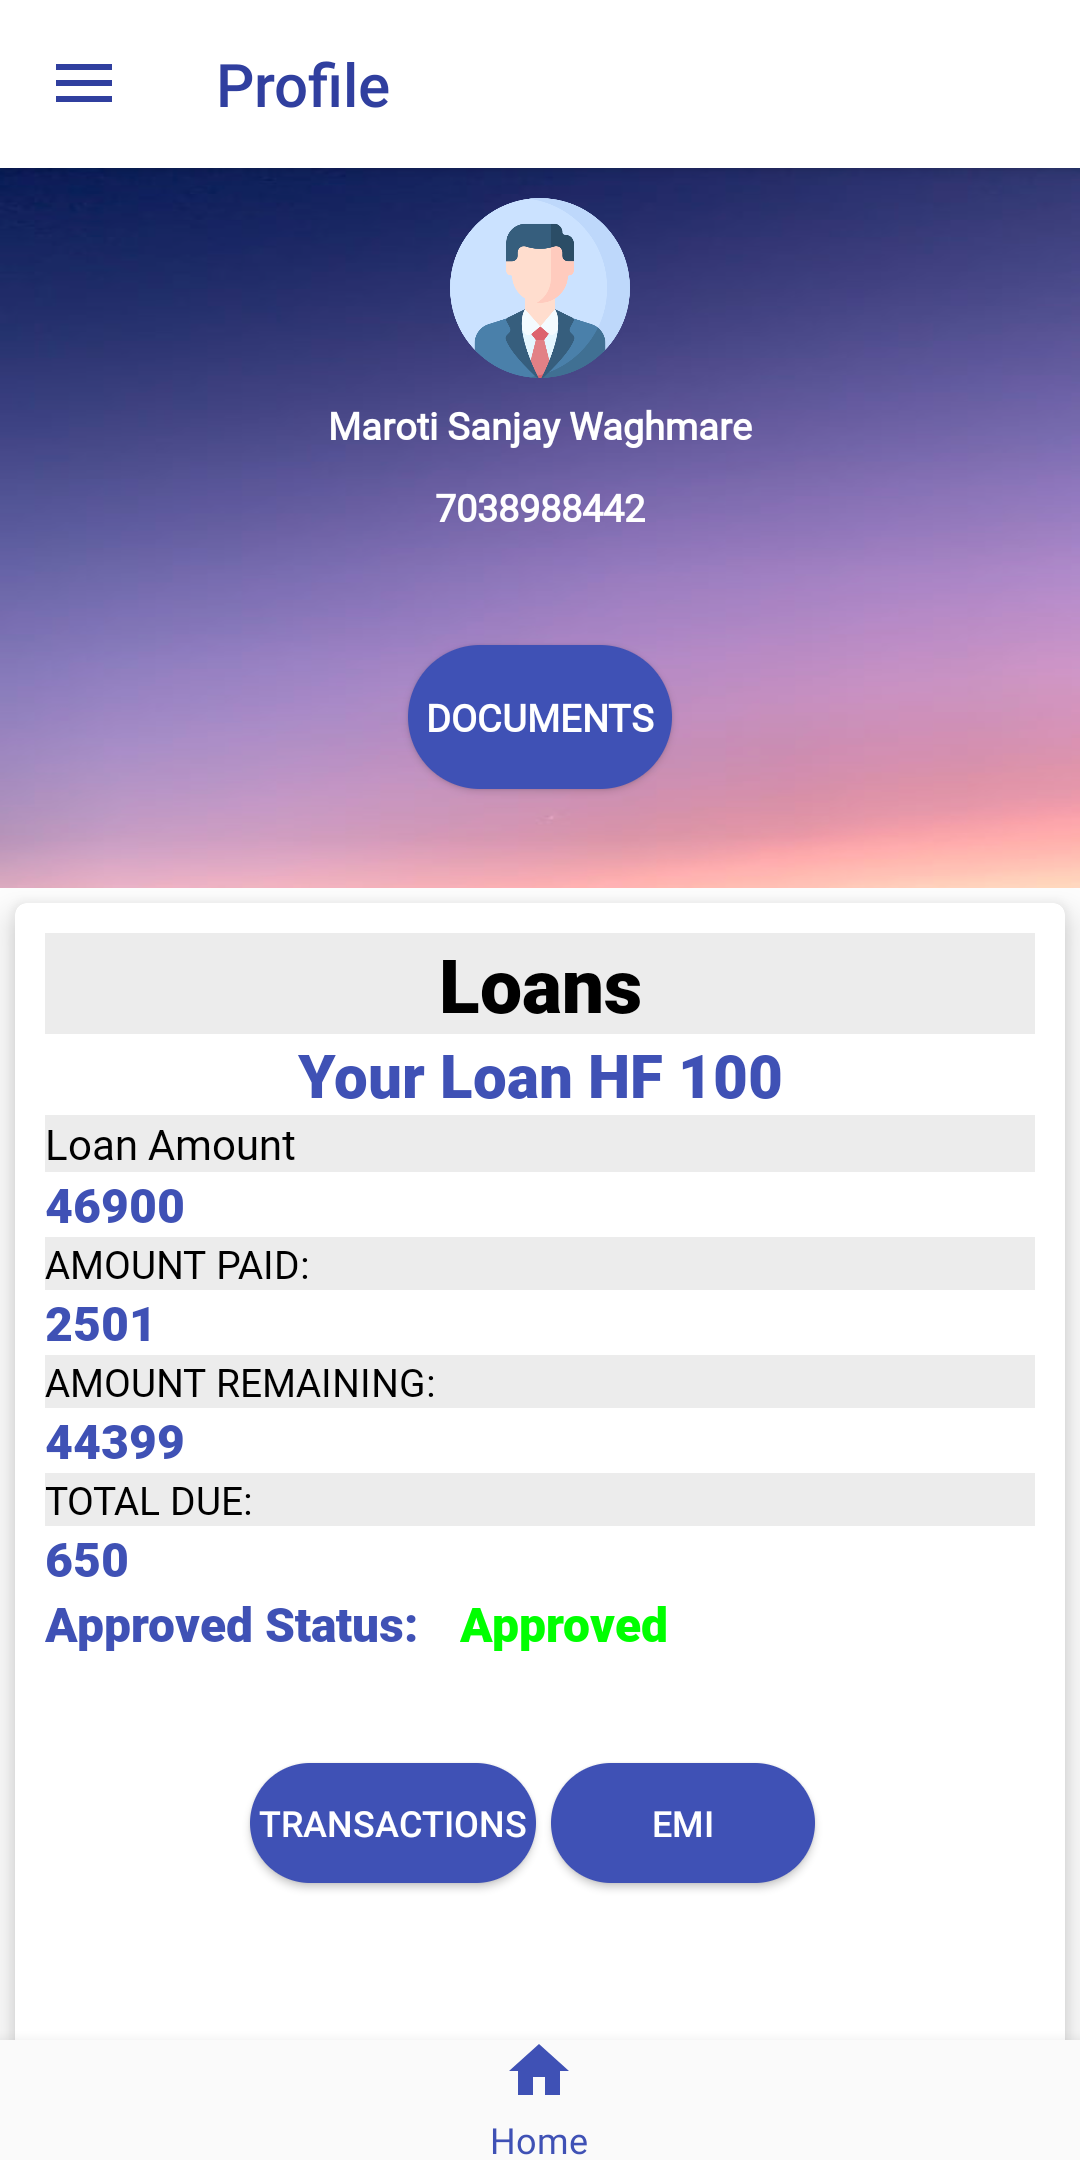 Profile
Maroti Sanjay Waghmare
7038988442
DOCUMENTS
Loans
Your Loan HF 100
Loan Amount
46900
AMOUNT PAID:
2501
AMOUNT REMAINING:
44399
TOTAL DUE:
650
Approved Status: Approved
TRANSACTIONS EMI
Home